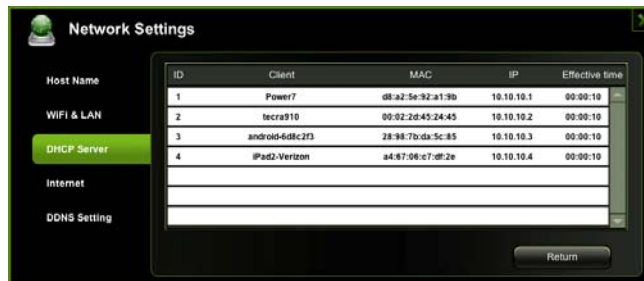 Network Settings
Host Name
WiFi & LAN
DHCP Server
Internet
DDNS Setting
ID Client MAC IP Effective time
1 Power7 d8:a2:5e:92:a1:9b 10.10.10.1 00:00:10
2 tecra910 00:02:2d:45:24:45 10.10.10.2 00:00:10
3 android-6d8c2f3 28:98:7b:da:5c:85 10.10.10.3 00:00:10
4 iPad2-Verizon a4:67:06:c7:df:2e 10.10.10.4 00:00:10
Return